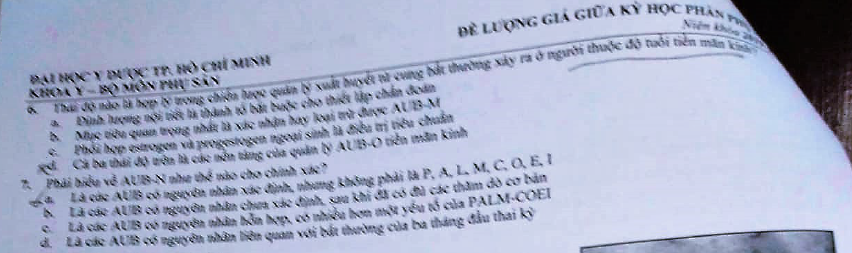 ĐỀ LƯỢNG GIÁ GIỮA KỲ HỌC PHẦN
Niên khóa
ĐẠI HỌC Y DƯỢC TP. HỒ CHÍ MINH
KHOA Y – BỘ MÔN PHỤ SẢN
6. Thái độ nào là hợp lý trong chiến lược quản lý xuất huyết tử cung bất thường xảy ra ở người thuộc độ tuổi tiền mãn kinh?
a. Định lượng nội tiết là thành tố bắt buộc cho thiết lập chẩn đoán
b. Mục tiêu quan trọng nhất là xác nhận hay loại trừ được AUB-M
c. Phối hợp estrogen và progestogen ngoại sinh là điều trị tiêu chuẩn
d. Cả ba thái độ trên là các nền tảng của quản lý AUB-O tiền mãn kinh
7. Phải hiểu về AUB-N như thế nào cho chính xác?
a. Là các AUB có nguyên nhân xác định, nhưng không phải là P, A, L, M, C, O, E, I
b. Là các AUB có nguyên nhân chưa xác định, sau khi đã có đủ các thăm dò cơ bản
c. Là các AUB có nguyên nhân hỗn hợp, có nhiều hơn một yếu tố của PALM-COEI
d. Là các AUB có nguyên nhân liên quan với bất thường của ba tháng đầu thai kỳ